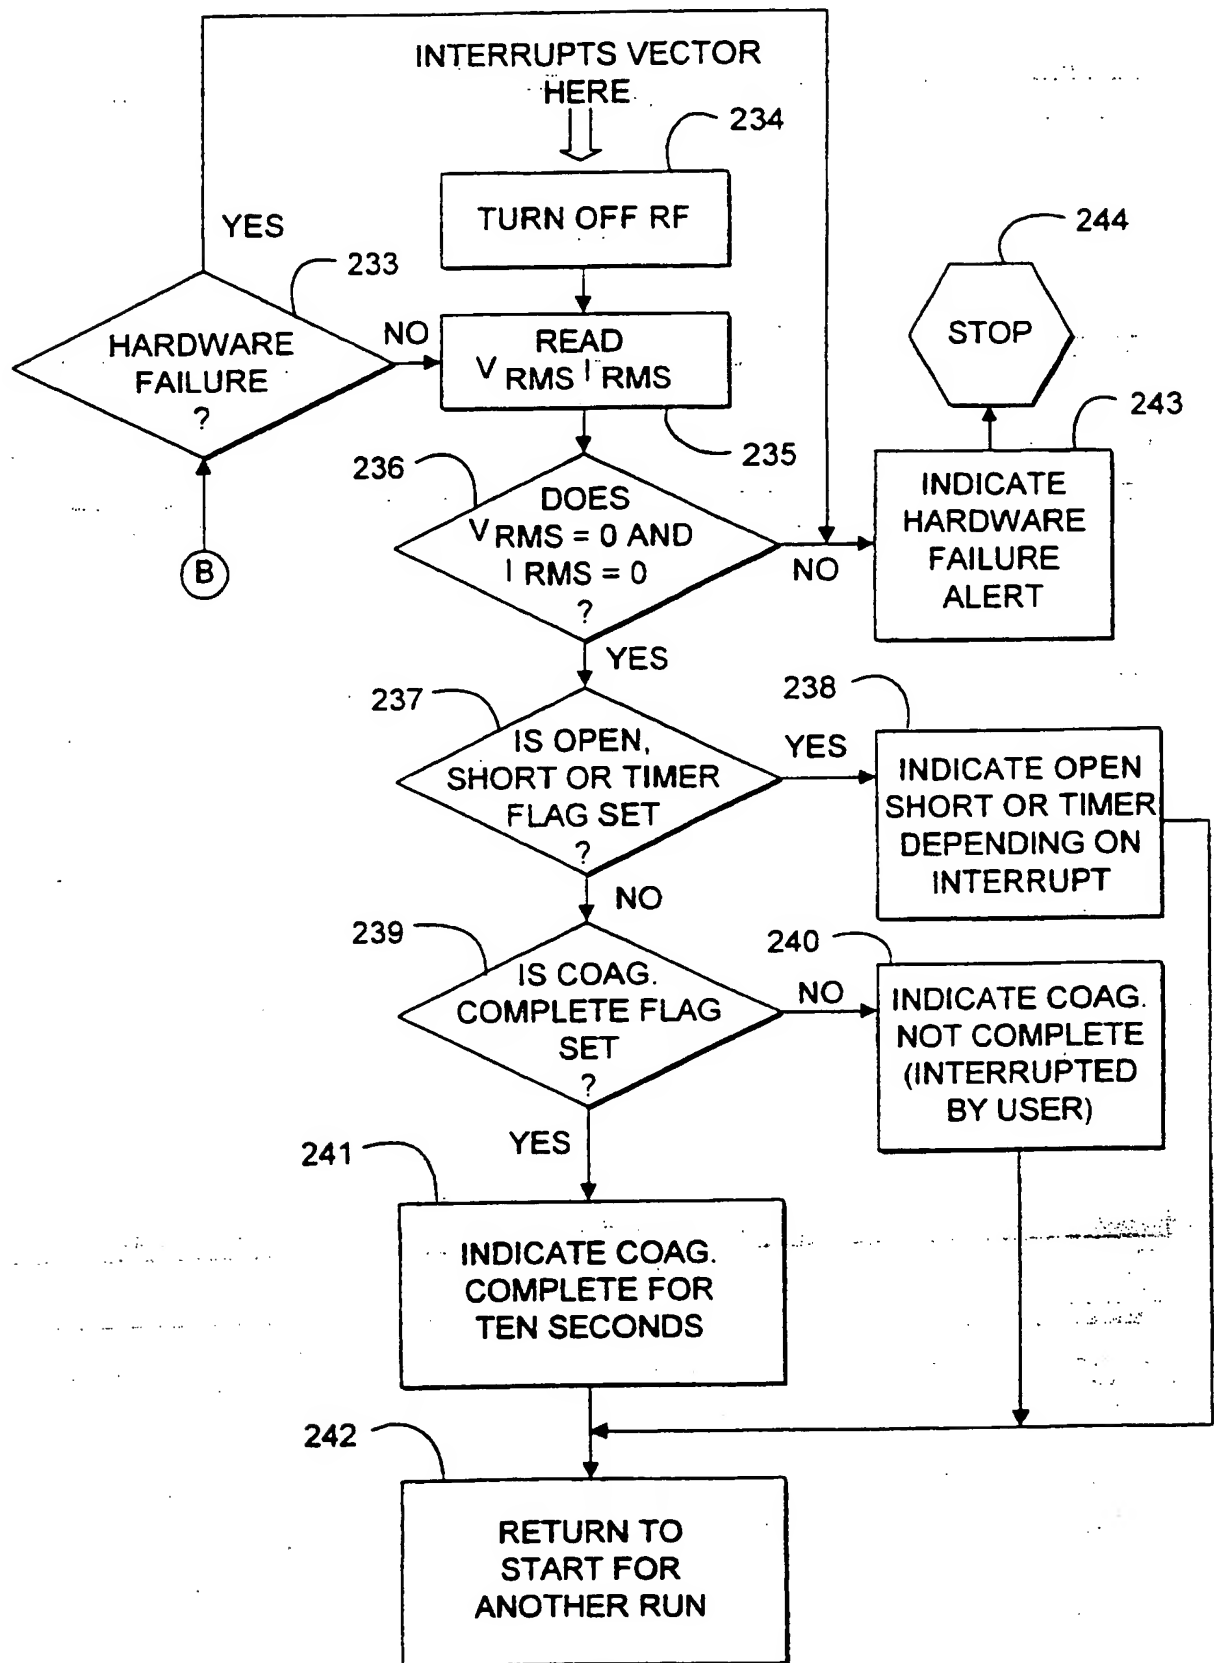 INTERRUPTS VECTOR
HERE
234
TURN OFF RF
YES
233
HARDWARE
FAILURE
?
NO
READ
V RMS I RMS
235
244
STOP
243
INDICATE
HARDWARE
FAILURE
ALERT
B
236
DOES
V RMS = 0 AND
I RMS = 0
?
NO
YES
237
IS OPEN,
SHORT OR TIMER
FLAG SET
?
YES
238
INDICATE OPEN
SHORT OR TIMER
DEPENDING ON
INTERRUPT
NO
239
IS COAG.
COMPLETE FLAG
SET
?
NO
240
INDICATE COAG.
NOT COMPLETE
(INTERRUPTED
BY USER)
YES
241
INDICATE COAG.
COMPLETE FOR
TEN SECONDS
242
RETURN TO
START FOR
ANOTHER RUN